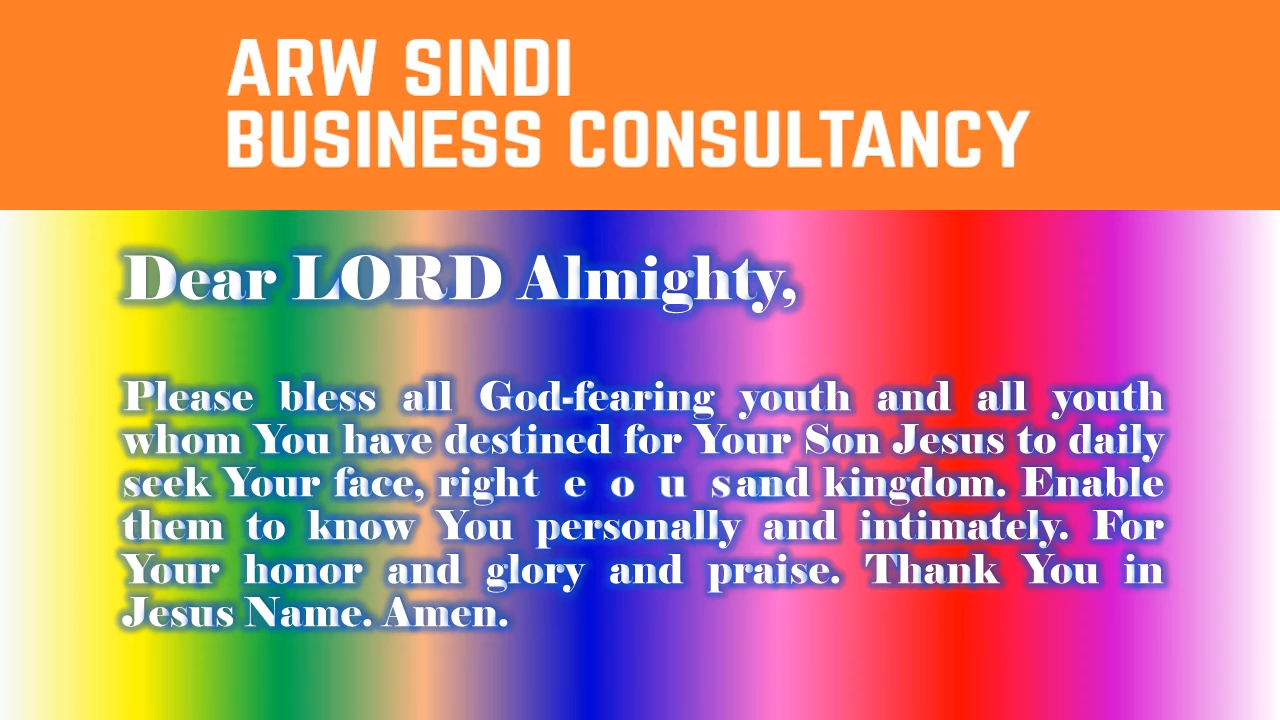 ARW SINDI
BUSINESS CONSULTANCY
Dear LORD Almighty,
Please bless all God-fearing youth and all youth
whom You have destined for Your Son Jesus to daily
seek Your face, right e o u sand kingdom. Enable
them to know You personally and intimately. For
Your honor and glory and praise. Thank You in
Jesus Name. Amen.